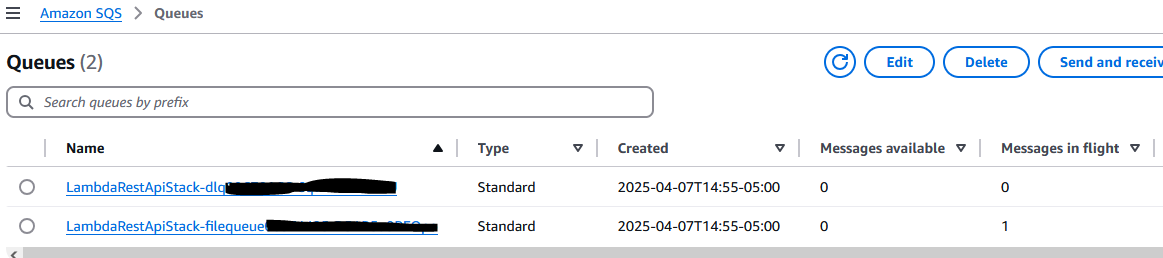 Amazon SQS > Queues
Queues (2)
Edit
Delete
Send and receiv
Search queues by prefix
Name Type Created Messages available Messages in flight
LambdaRestApiStack-dlq Standard 2025-04-07T14:55-05:00 0 0
LambdaRestApiStack-filequeue Standard 2025-04-07T14:55-05:00 0 1